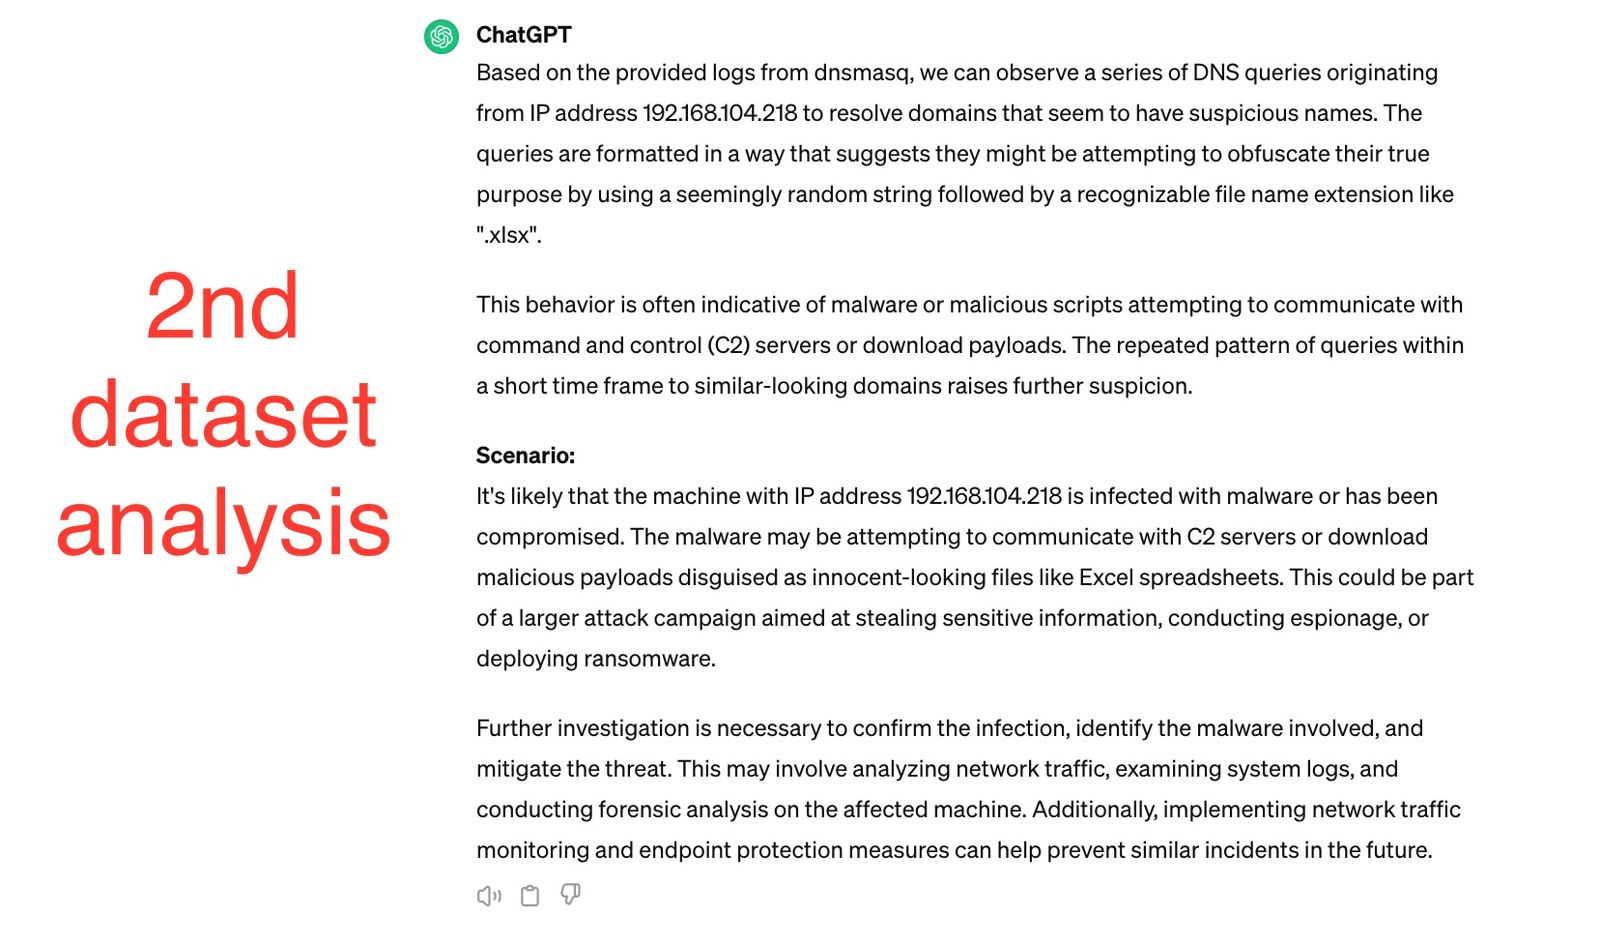 2nd
dataset
analysis
ChatGPT
Based on the provided logs from dnsmasq, we can observe a series of DNS queries originating
from IP address 192.168.104.218 to resolve domains that seem to have suspicious names. The
queries are formatted in a way that suggests they might be attempting to obfuscate their true
purpose by using a seemingly random string followed by a recognizable file name extension like
".xlsx".
This behavior is often indicative of malware or malicious scripts attempting to communicate with
command and control (C2) servers or download payloads. The repeated pattern of queries within
a short time frame to similar-looking domains raises further suspicion.
Scenario:
It's likely that the machine with IP address 192.168.104.218 is infected with malware or has been
compromised. The malware may be attempting to communicate with C2 servers or download
malicious payloads disguised as innocent-looking files like Excel spreadsheets. This could be part
of a larger attack campaign aimed at stealing sensitive information, conducting espionage, or
deploying ransomware.
Further investigation is necessary to confirm the infection, identify the malware involved, and
mitigate the threat. This may involve analyzing network traffic, examining system logs, and
conducting forensic analysis on the affected machine. Additionally, implementing network traffic
monitoring and endpoint protection measures can help prevent similar incidents in the future.